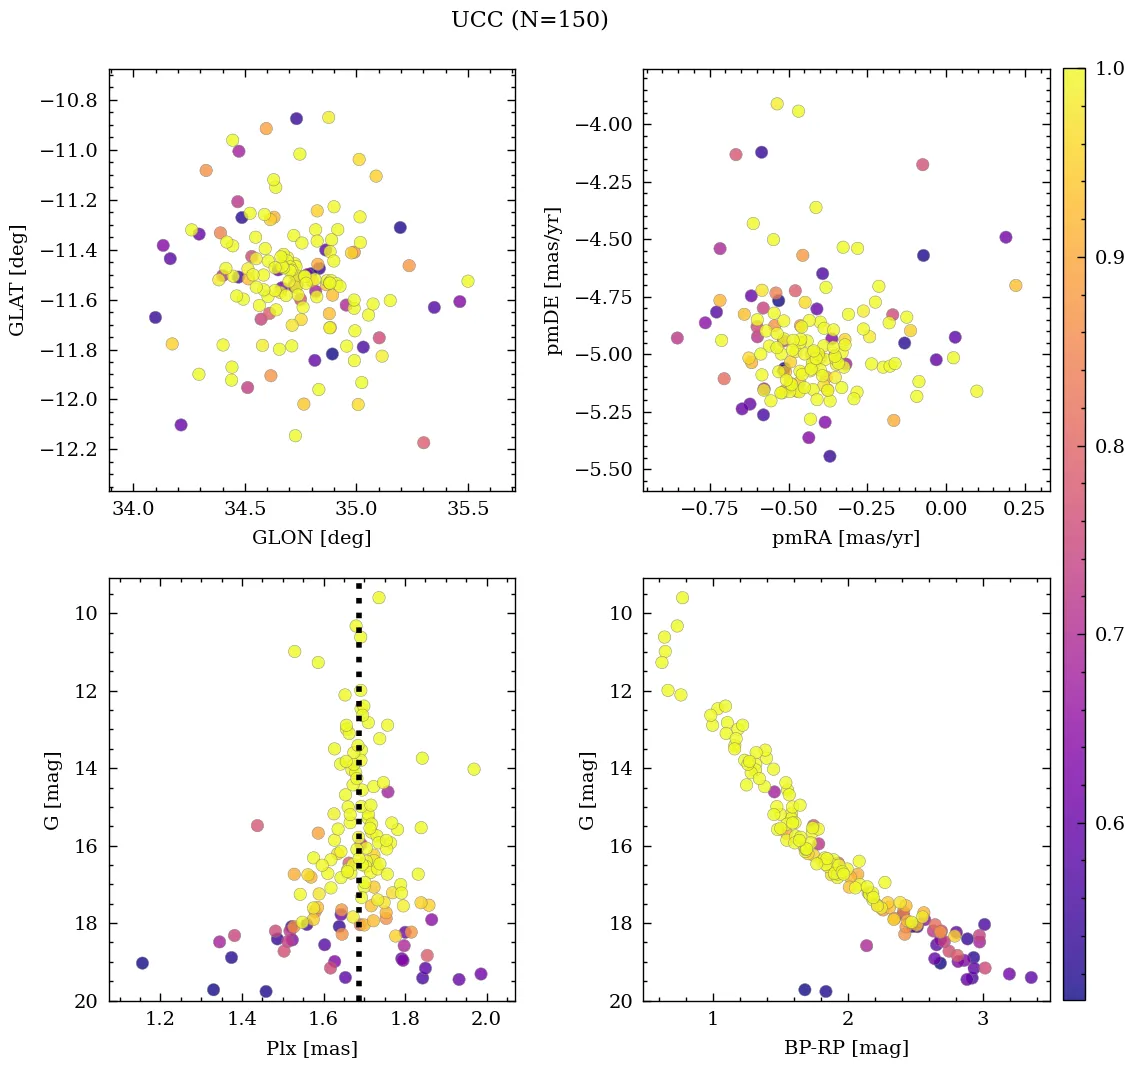 UCC (N=150)
−10.8
−11.0
−11.2
−11.4
−11.6
−11.8
−12.0
−12.2
GLAT [deg]
34.0 34.5 35.0 35.5
GLON [deg]
−4.00
−4.25
−4.50
−4.75
−5.00
−5.25
−5.50
pmDE [mas/yr]
−0.75 −0.50 −0.25 0.00 0.25
pmRA [mas/yr]
1.0
0.9
0.8
0.7
0.6
10
12
14
16
18
20
G [mag]
1.2 1.4 1.6 1.8 2.0
Plx [mas]
10
12
14
16
18
20
G [mag]
1 2 3
BP-RP [mag]